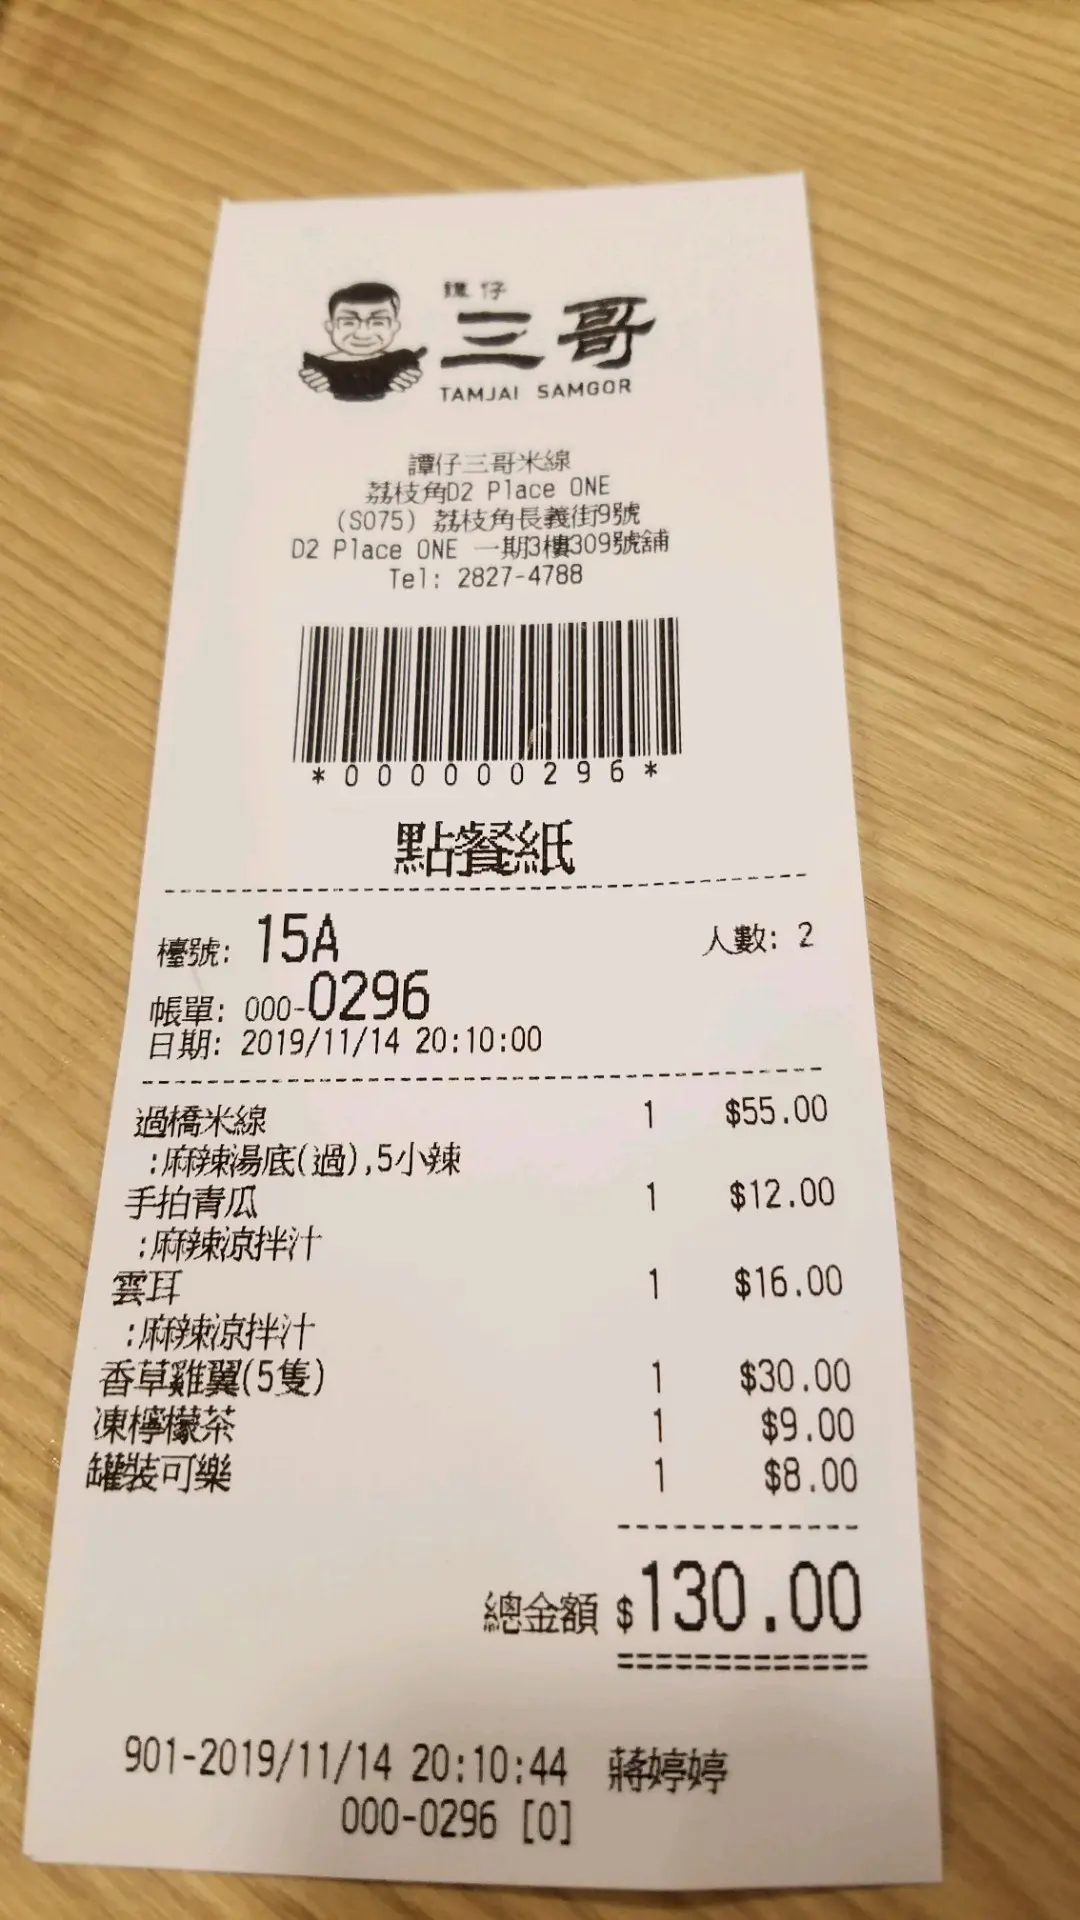 譚仔
三哥
TAMJAI SAMGOR
譚仔三哥米線
荔枝角D2 Place ONE
(S075) 荔枝角長義街9號
D2 Place ONE 一期3樓309號舖
Tel: 2827-4788
*000000296*
點餐紙
檯號: 15A 人數: 2
帳單: 000-0296
日期: 2019/11/14 20:10:00
過橋米線 1 $55.00
:麻辣湯底(過),5小辣
手拍青瓜 1 $12.00
:麻辣涼拌汁
雲耳 1 $16.00
:麻辣涼拌汁
香草雞翼(5隻) 1 $30.00
凍檸檬茶 1 $9.00
罐裝可樂 1 $8.00
總金額 $130.00
901-2019/11/14 20:10:44 蔣婷婷
000-0296 [0]